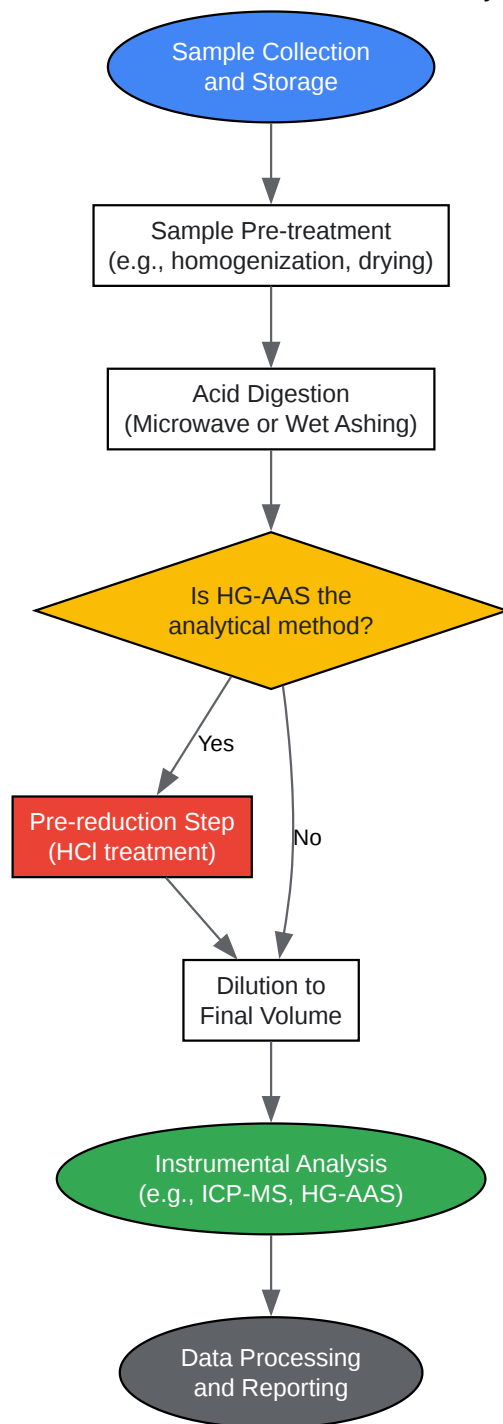 Sample Collection
and Storage
Sample Pre-treatment
(e.g., homogenization, drying)
Acid Digestion
(Microwave or Wet Ashing)
Is HG-AAS the
analytical method?
Yes
Pre-reduction Step
(HCl treatment)
No
Dilution to
Final Volume
Instrumental Analysis
(e.g., ICP-MS, HG-AAS)
Data Processing
and Reporting